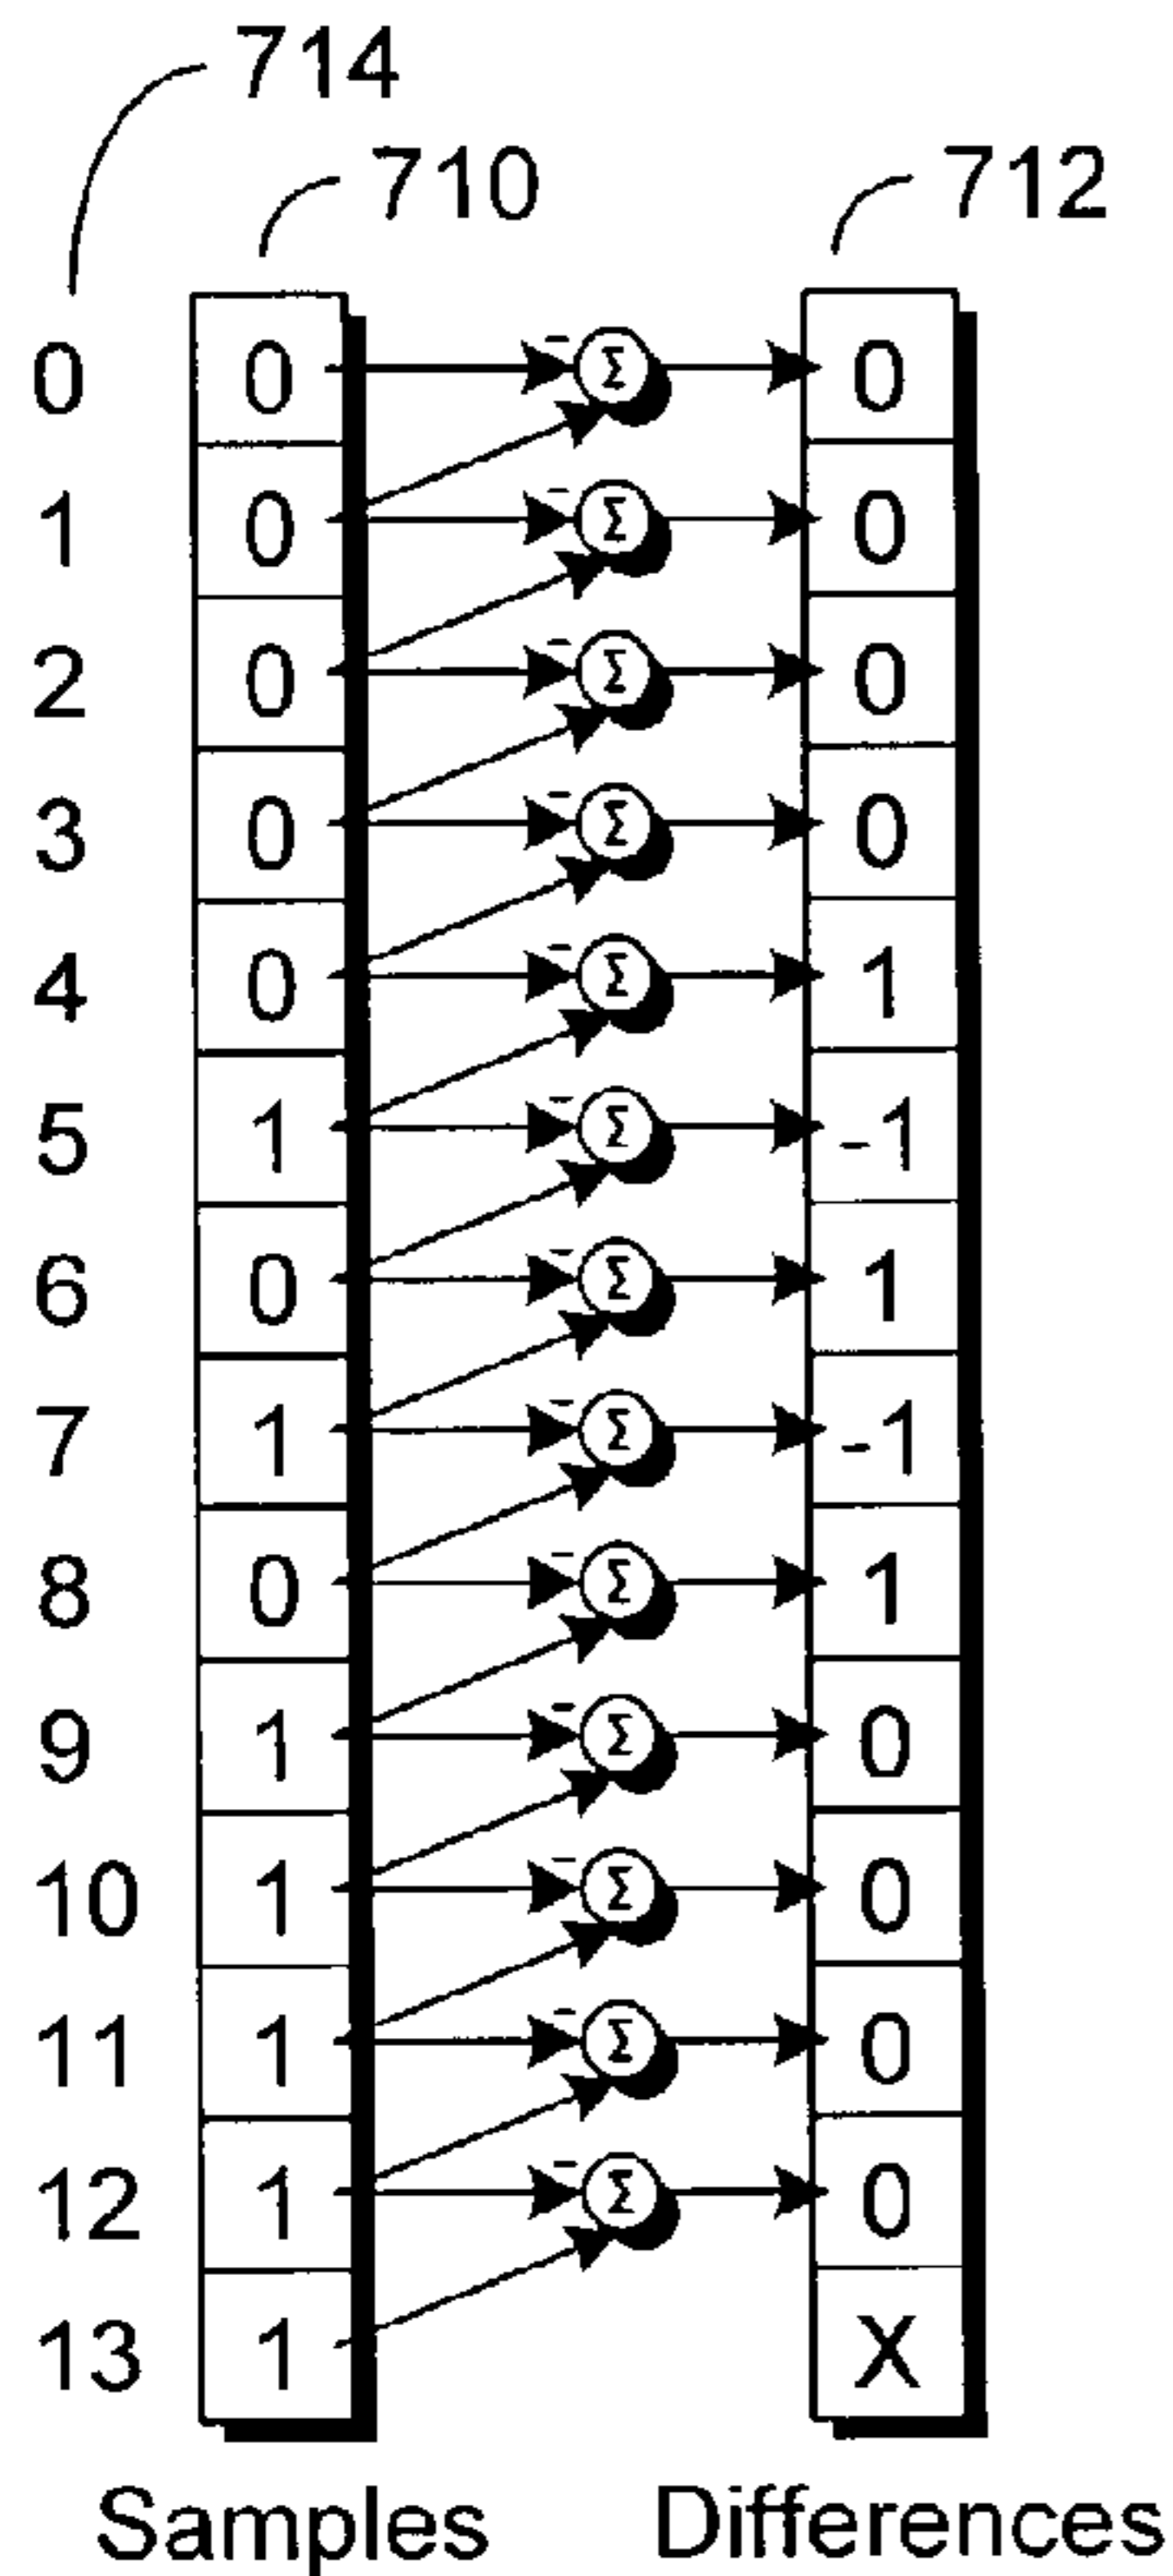 714
710 712
0 0 - Σ 0
1 0 - Σ 0
2 0 - Σ 0
3 0 - Σ 0
4 0 - Σ 1
5 1 - Σ -1
6 0 - Σ 1
7 1 - Σ -1
8 0 - Σ 1
9 1 - Σ 0
10 1 - Σ 0
11 1 - Σ 0
12 1 - Σ 0
13 1 X
Samples Differences